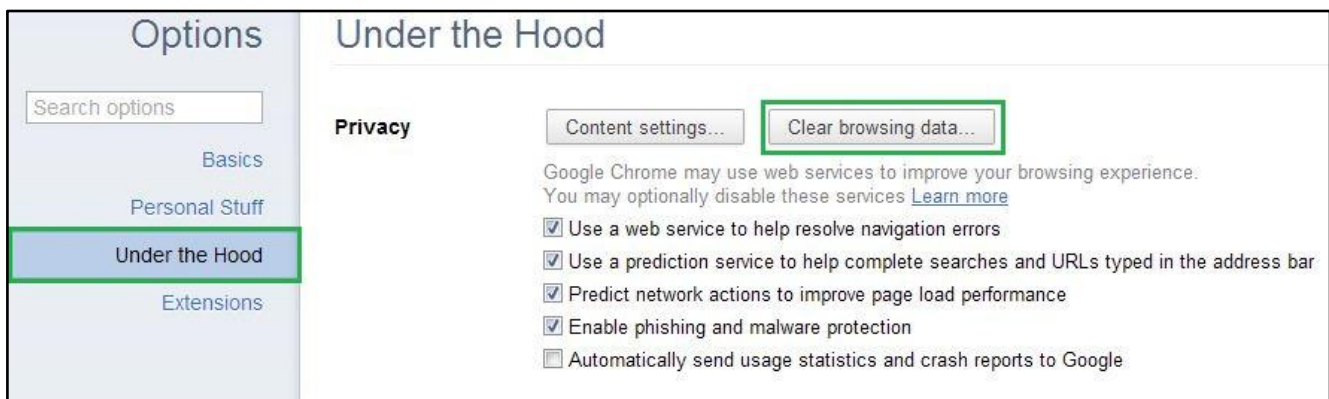 Options
Search options
Basics
Personal Stuff
Under the Hood
Extensions
Under the Hood
Privacy
Content settings...
Clear browsing data...
Google Chrome may use web services to improve your browsing experience.
You may optionally disable these services Learn more
Use a web service to help resolve navigation errors
Use a prediction service to help complete searches and URLs typed in the address bar
Predict network actions to improve page load performance
Enable phishing and malware protection
Automatically send usage statistics and crash reports to Google